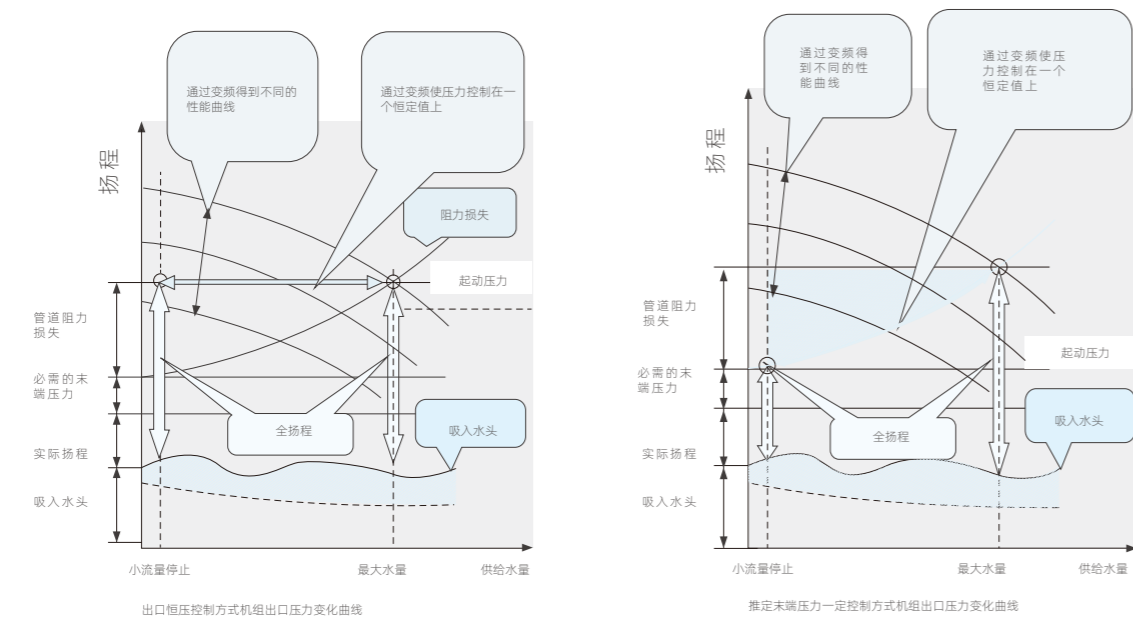 通过变频得到不同的
性能曲线
通过变频使压力控制在一
个恒定值上
扬程
阻力损失
起动压力
管道阻力
损失
必需的末
端压力
全扬程
吸入水头
实际扬程
吸入水头
小流量停止
最大水量
供给水量
出口恒压控制方式机组出口压力变化曲线
通过变频得
到不同的性
能曲线
通过变频使压
力控制在一个
恒定值上
扬程
管道阻力
损失
起动压力
必需的末
端压力
吸入水头
全扬程
实际扬程
吸入水头
小流量停止
最大水量
供给水量
推定末端压力一定控制方式机组出口压力变化曲线